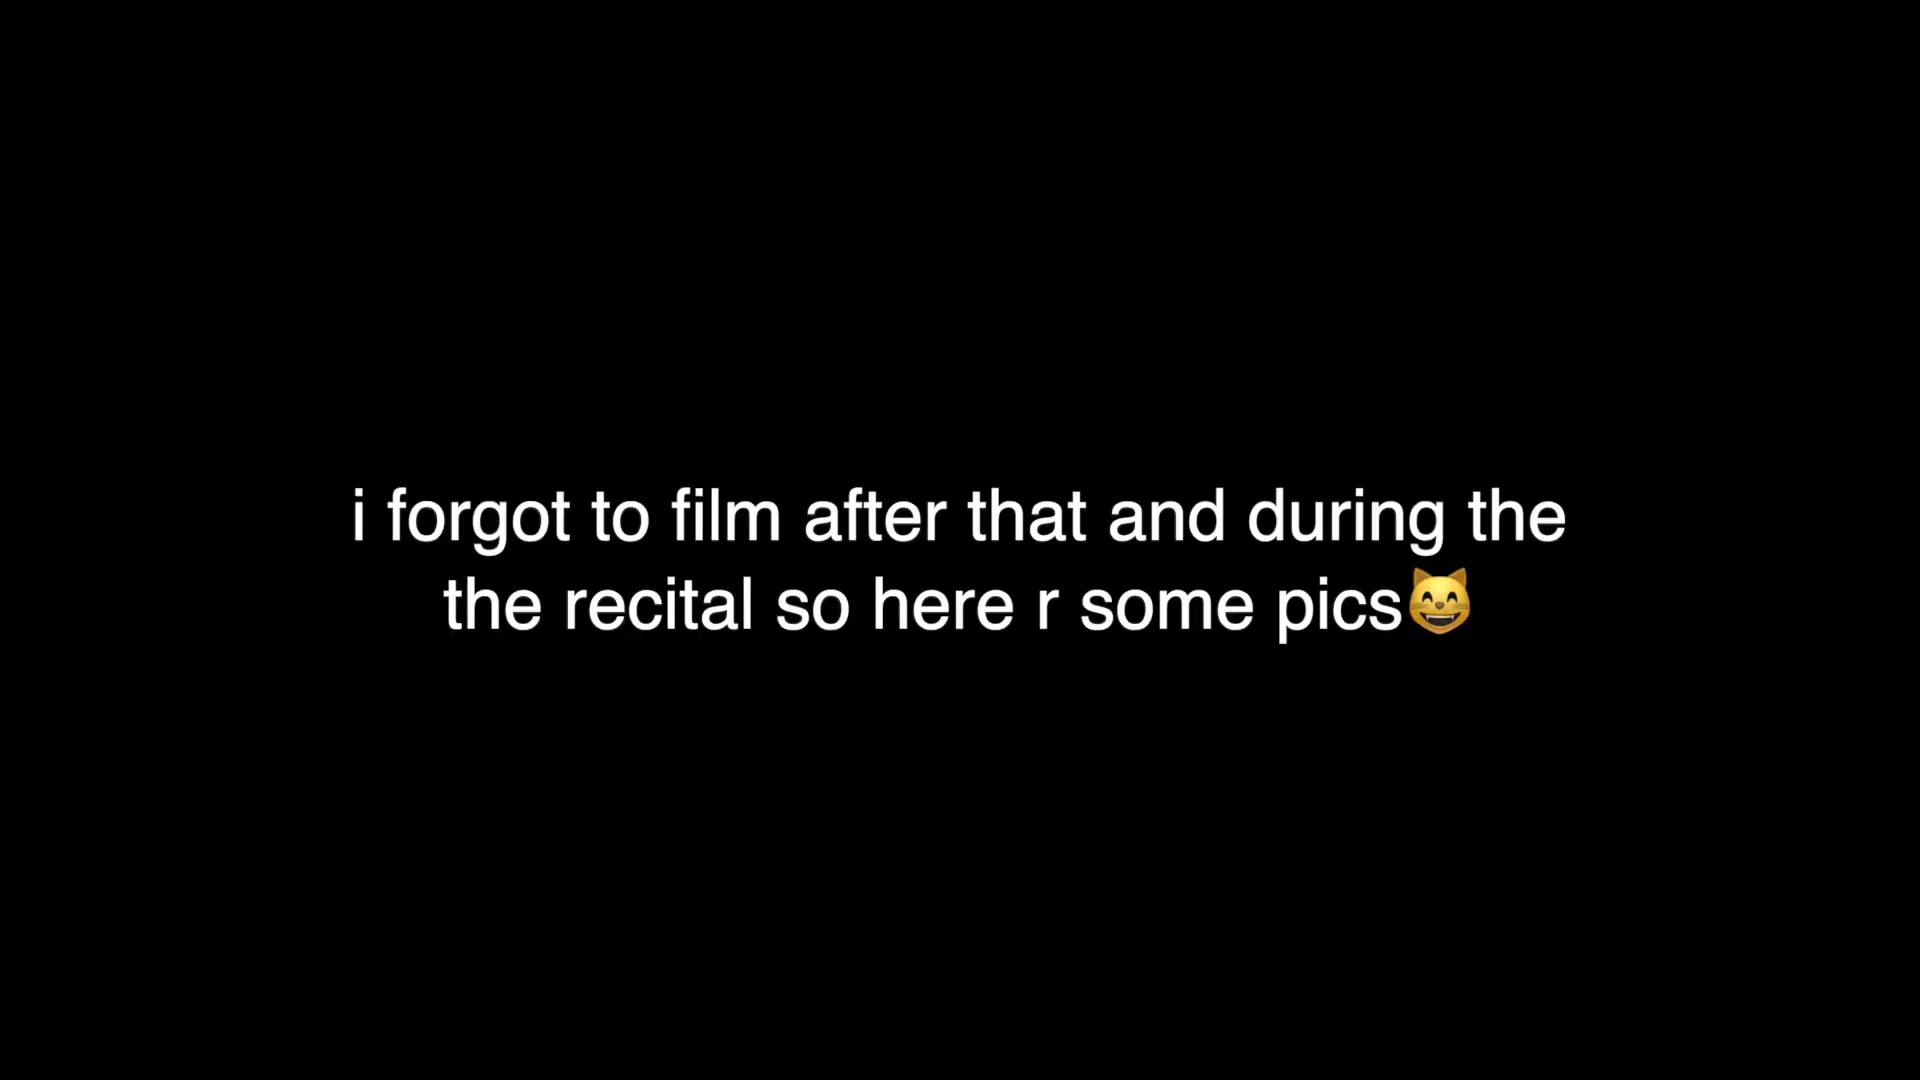 i forgot to film after that and during the
the recital so here r some pics😸